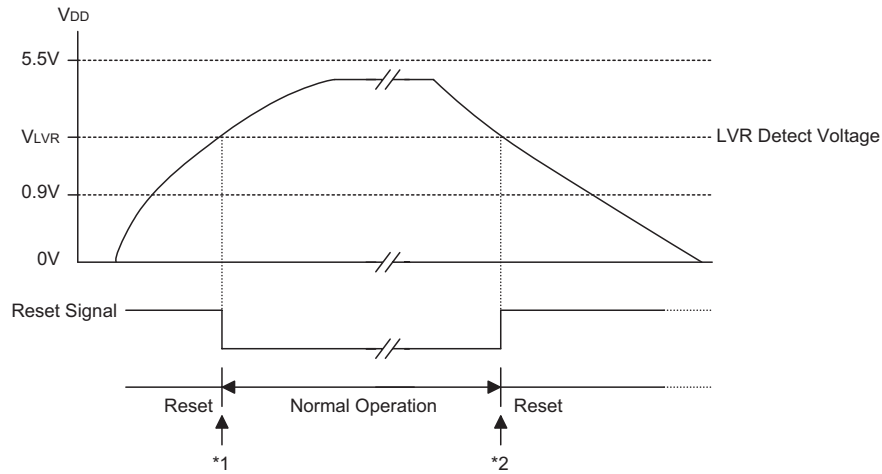 VDD
5.5V
VLVR
LVR Detect Voltage
0.9V
0V
Reset Signal
Reset
Normal Operation
Reset
*1
*2